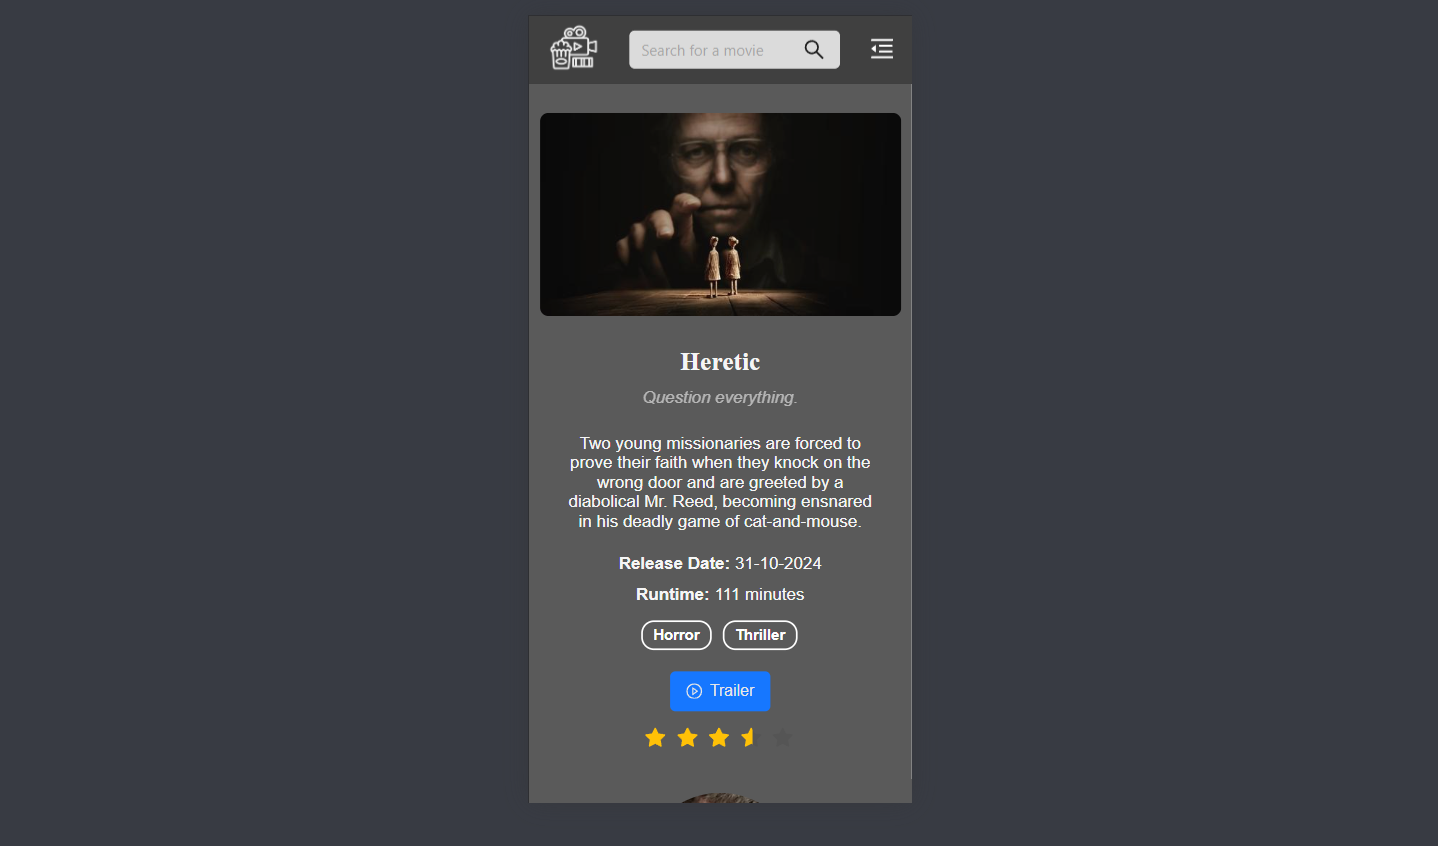 Search for a movie
Heretic
Question everything.
Two young missionaries are forced to
prove their faith when they knock on the
wrong door and are greeted by a
diabolical Mr. Reed, becoming ensnared
in his deadly game of cat-and-mouse.
Release Date: 31-10-2024
Runtime: 111 minutes
Horror Thriller
Trailer